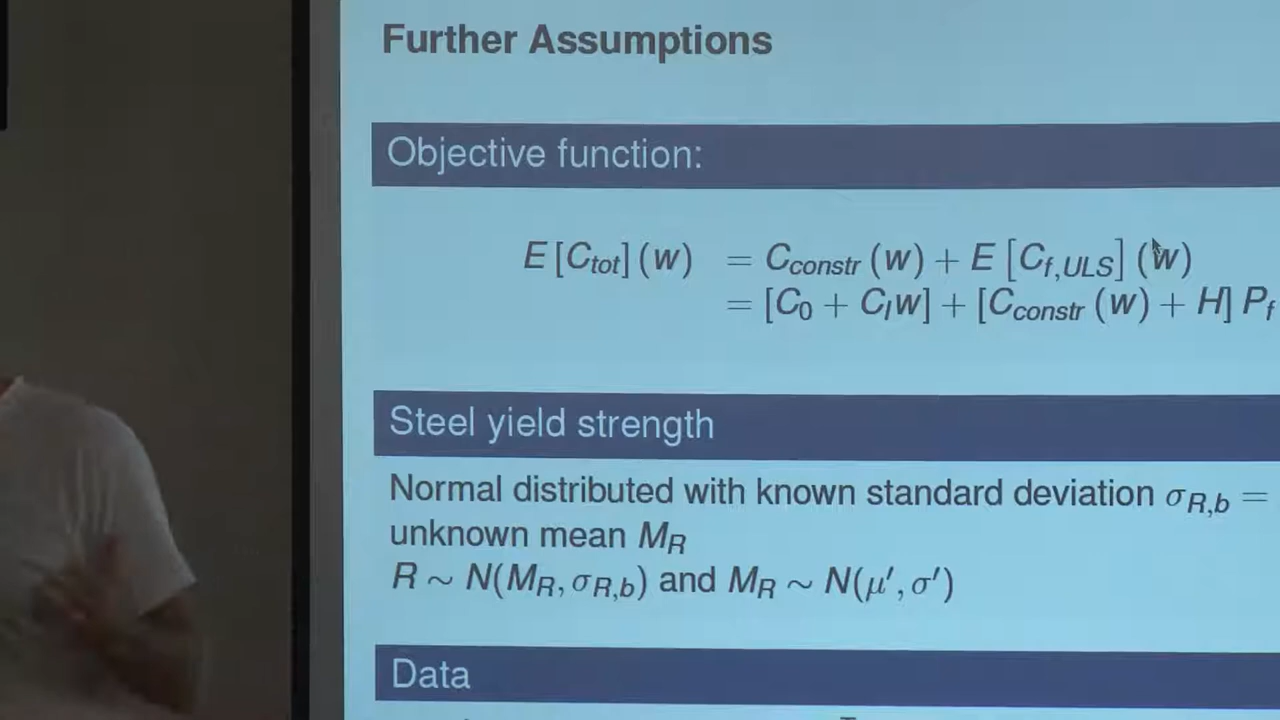 Further Assumptions
Objective function:
E [C_tot] (w) = C_constr (w) + E [C_f,ULS] (w)
= [C_0 + C_I w] + [C_constr (w) + H] P_f
Steel yield strength
Normal distributed with known standard deviation σ_R,b =
unknown mean M_R
R ∼ N(M_R, σ_R,b) and M_R ∼ N(μ′, σ′)
Data